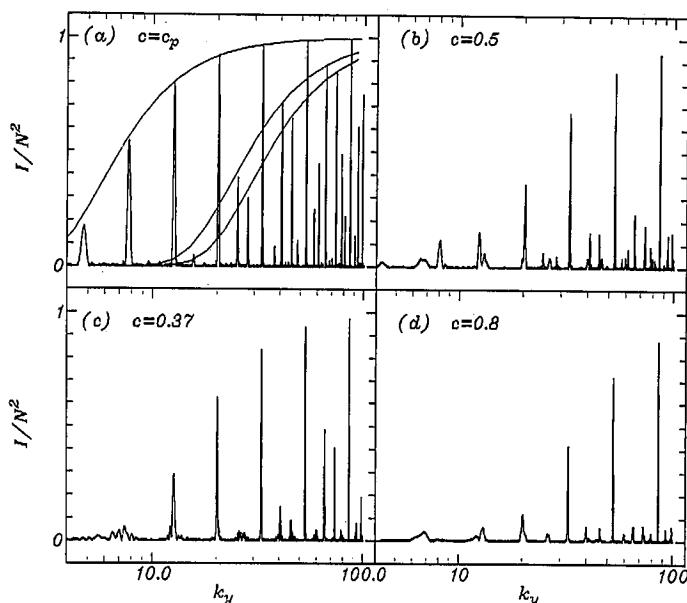 (a) c=c_p
(b) c=0.5
1
I/N²
0
(c) c=0.37
(d) c=0.8
1
I/N²
0
10.0
100.0
10
100
k_y
k_y